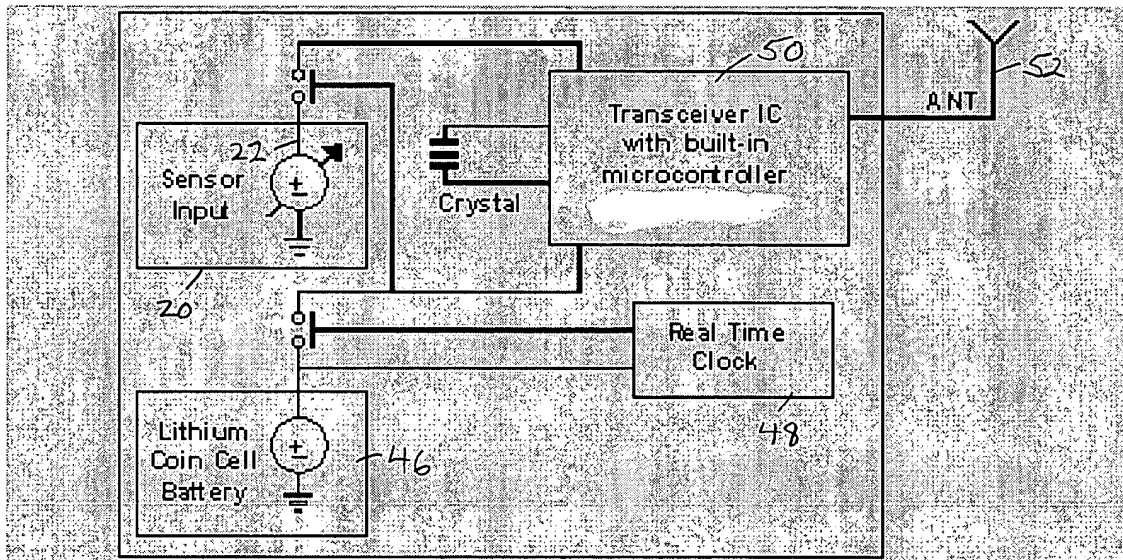 50
52
ANT
Transceiver IC
with built-in
microcontroller
22
Sensor
Input
Crystal
20
Real Time
Clock
48
Lithium
Coin Cell
Battery
46